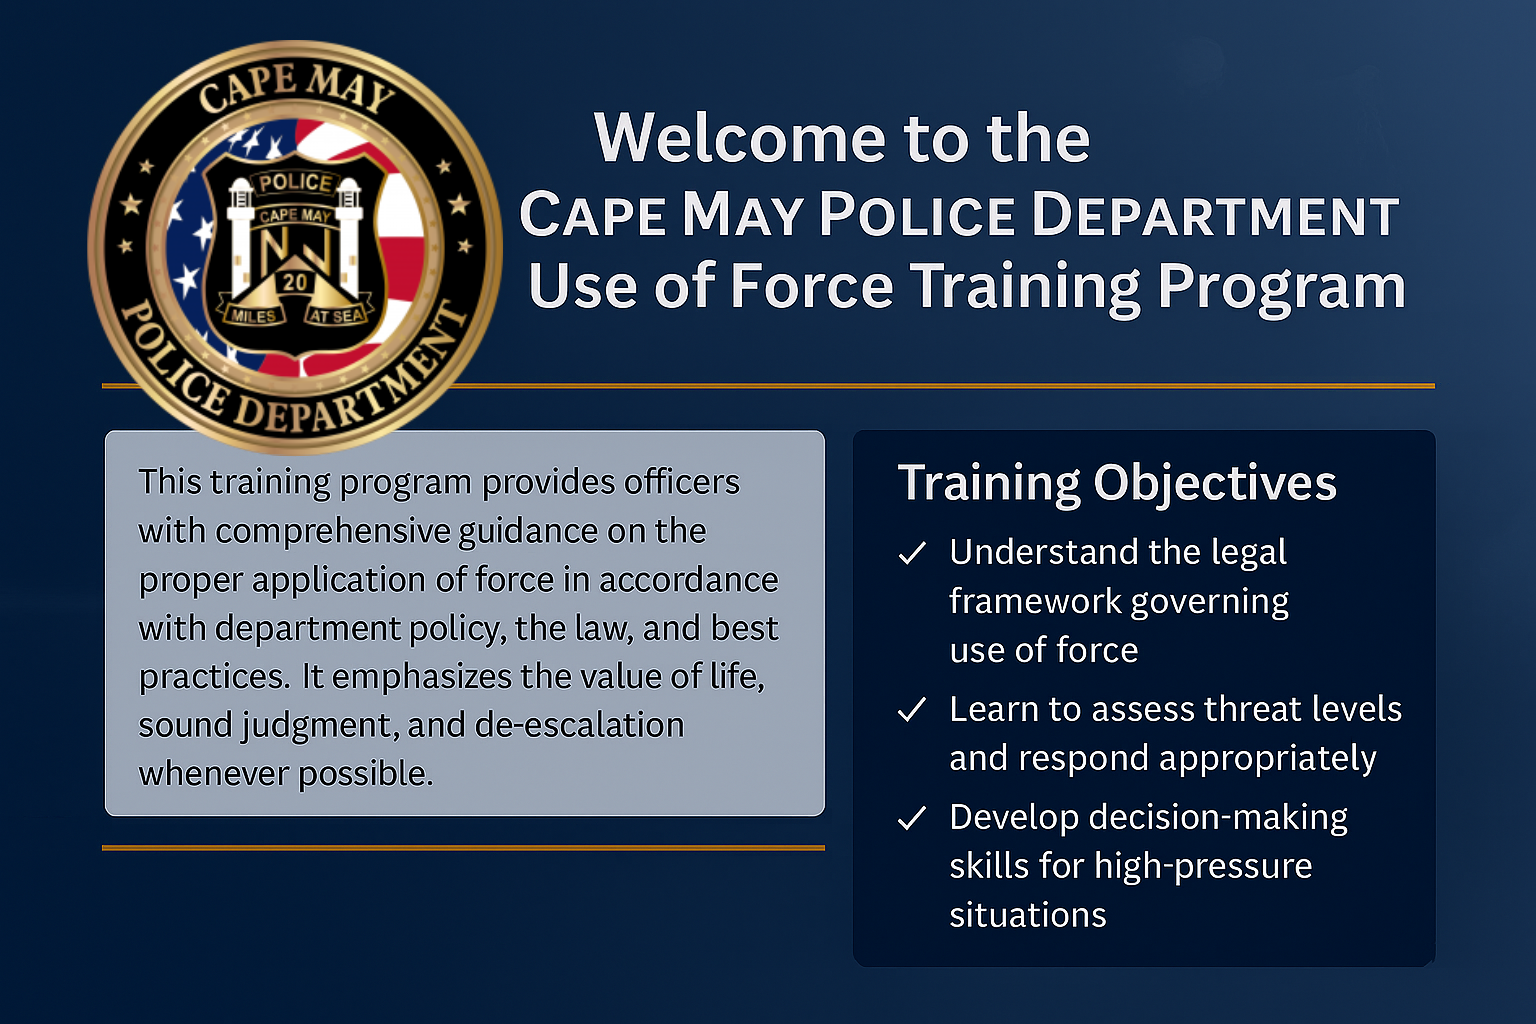 CAPE MAY
POLICE
CAPE MAY
NJ
20
MILES AT SEA
POLICE DEPARTMENT
Welcome to the
CAPE MAY POLICE DEPARTMENT
Use of Force Training Program
This training program provides officers
with comprehensive guidance on the
proper application of force in accordance
with department policy, the law, and best
practices. It emphasizes the value of life,
sound judgment, and de-escalation
whenever possible.
Training Objectives
✓ Understand the legal
framework governing
use of force
✓ Learn to assess threat levels
and respond appropriately
✓ Develop decision-making
skills for high-pressure
situations